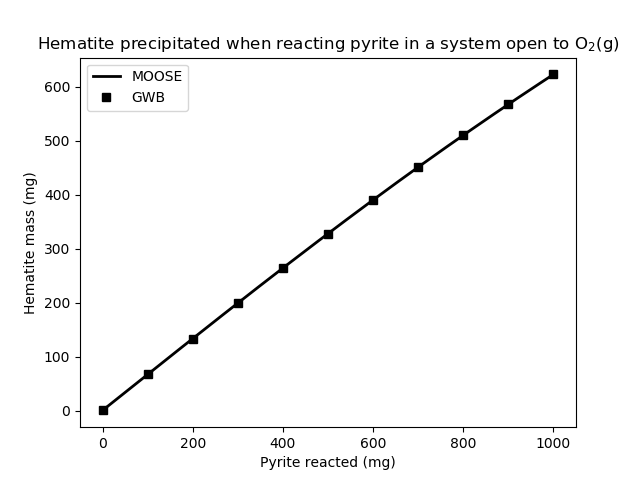 Hematite precipitated when reacting pyrite in a system open to O₂(g)
MOOSE
GWB
Hematite mass (mg)
600
500
400
300
200
100
0
0 200 400 600 800 1000
Pyrite reacted (mg)